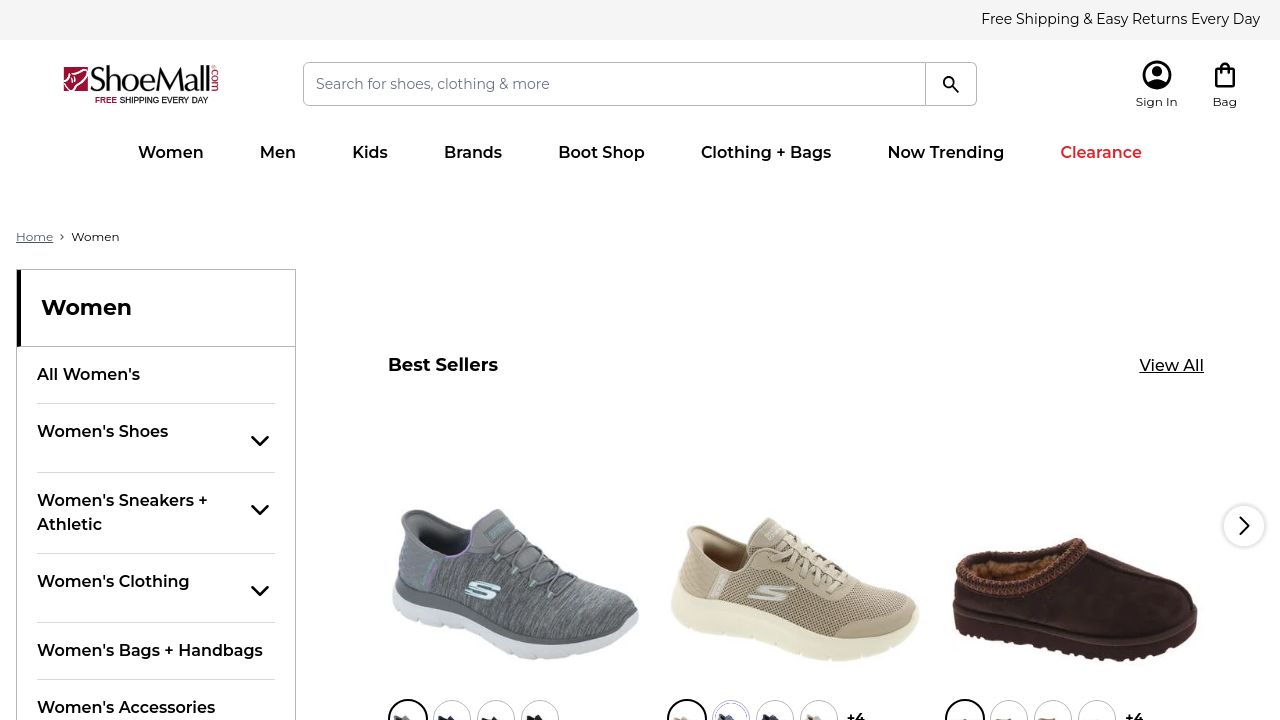 Free Shipping & Easy Returns Every Day
ShoeMall.com
FREE SHIPPING EVERY DAY
Search for shoes, clothing & more
Sign In
Bag
Women
Men
Kids
Brands
Boot Shop
Clothing + Bags
Now Trending
Clearance
Home > Women
Women
All Women's
Women's Shoes
Women's Sneakers +
Athletic
Women's Clothing
Women's Bags + Handbags
Women's Accessories
Best Sellers
View All
+4
+4